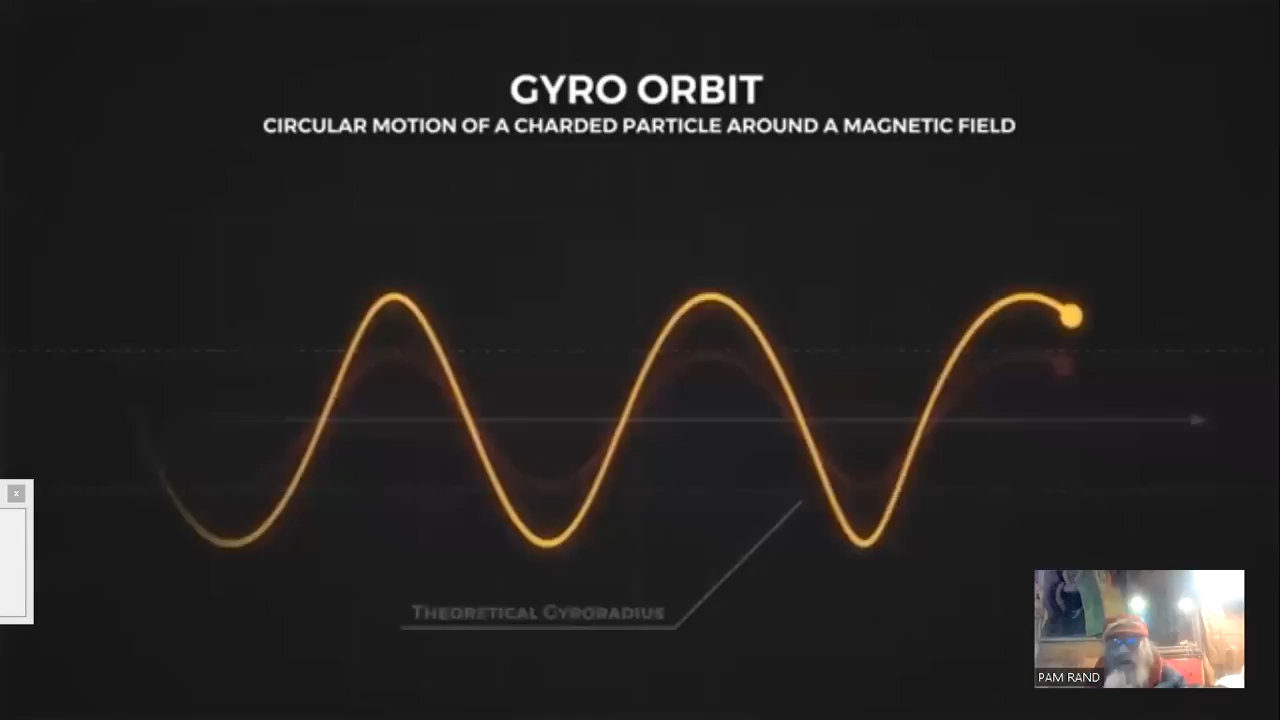 GYRO ORBIT
CIRCULAR MOTION OF A CHARDED PARTICLE AROUND A MAGNETIC FIELD
x
THEORETICAL GYRORADIUS
PAM RAND